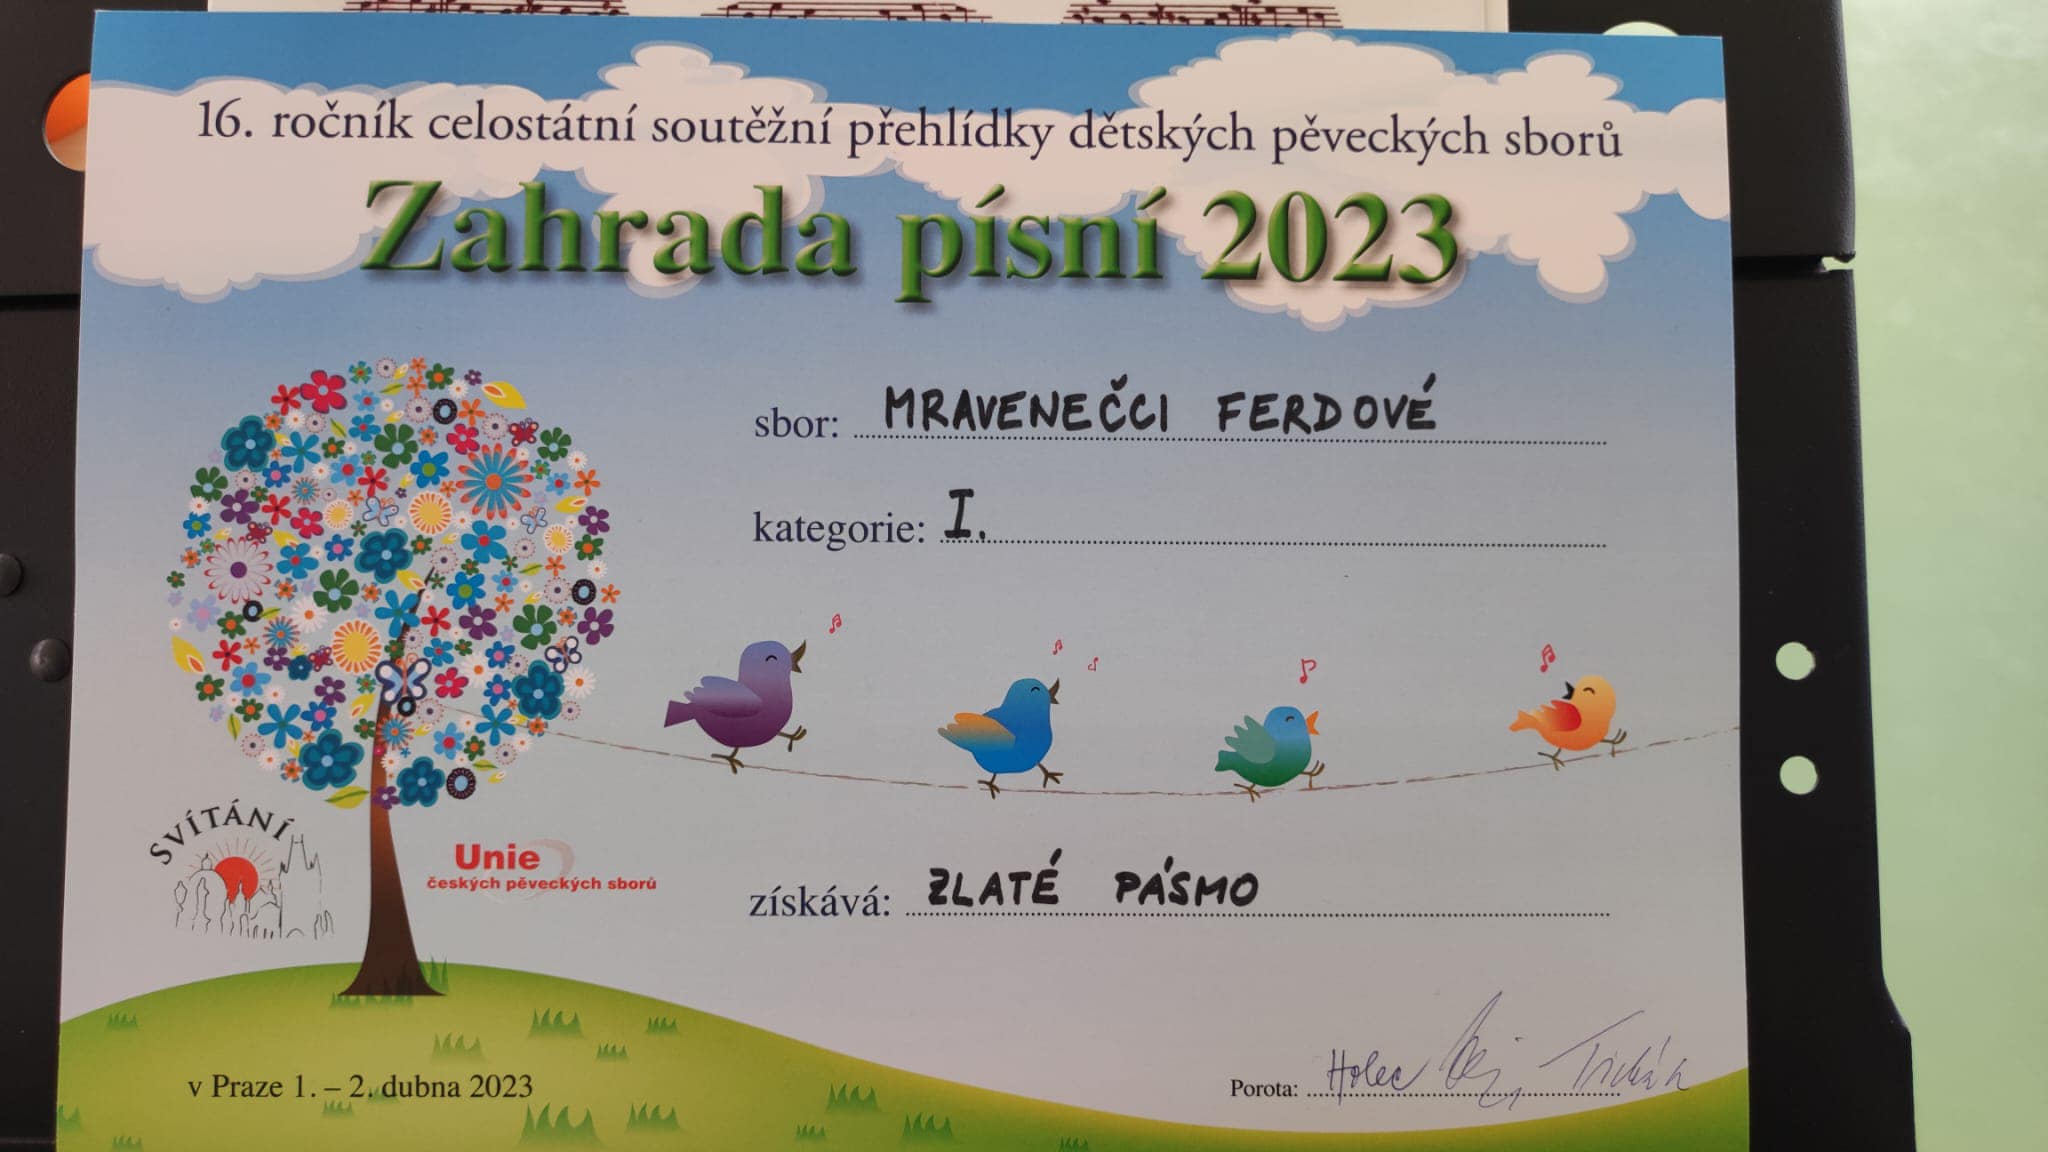 16. ročník celostátní soutěžní přehlídky dětských pěveckých sborů
Zahrada písní 2023
sbor: MRAVENEČCI FERDOVÉ
kategorie: I.
SVÍTÁNÍ
Unie
českých pěveckých sborů
získává: ZLATÉ PÁSMO
v Praze 1. – 2. dubna 2023
Porota: Holec